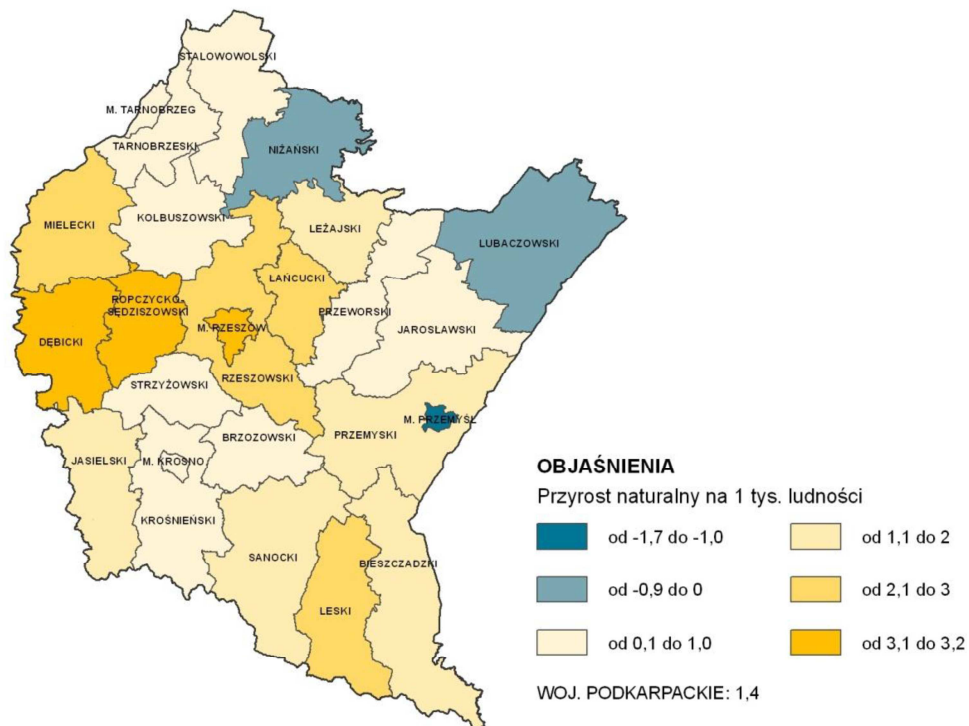 STALOWOWOLSKI
M. TARNOBRZEG
TARNOBRZESKI
NIŻAŃSKI
KOLBUSZOWSKI
MIELECKI
LEŻAJSKI
LUBACZOWSKI
ŁAŃCUCKI
ROPCZYCKO-
SĘDZISZOWSKI
PRZEWORSKI
M. RZESZÓW
JAROSŁAWSKI
DĘBICKI
RZESZOWSKI
STRZYŻOWSKI
M. PRZEMYŚL
BRZOZOWSKI
PRZEMYSKI
JASIELSKI
M. KROSNO
KROŚNIEŃSKI
SANOCKI
BIESZCZADZKI
LESKI
OBJAŚNIENIA
Przyrost naturalny na 1 tys. ludności
od -1,7 do -1,0
od 1,1 do 2
od -0,9 do 0
od 2,1 do 3
od 0,1 do 1,0
od 3,1 do 3,2
WOJ. PODKARPACKIE: 1,4